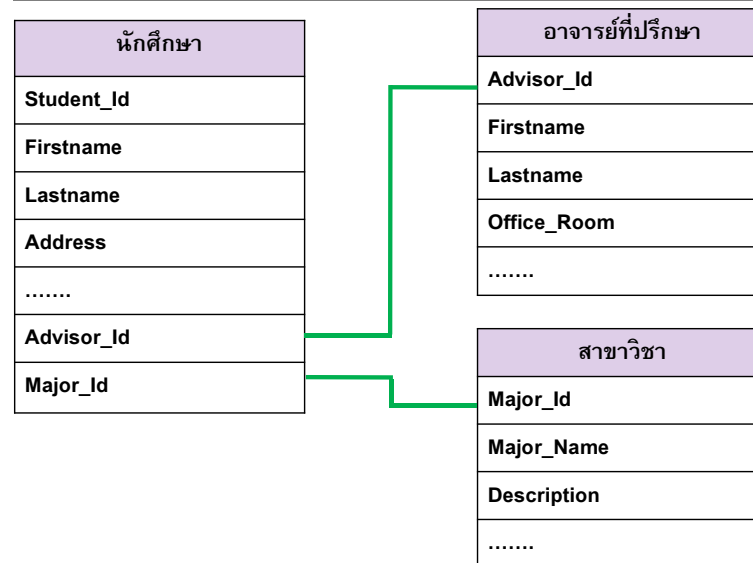 นักศึกษา
Student_Id
Firstname
Lastname
Address
.......
Advisor_Id
Major_Id
อาจารย์ที่ปรึกษา
Advisor_Id
Firstname
Lastname
Office_Room
.......
สาขาวิชา
Major_Id
Major_Name
Description
.......